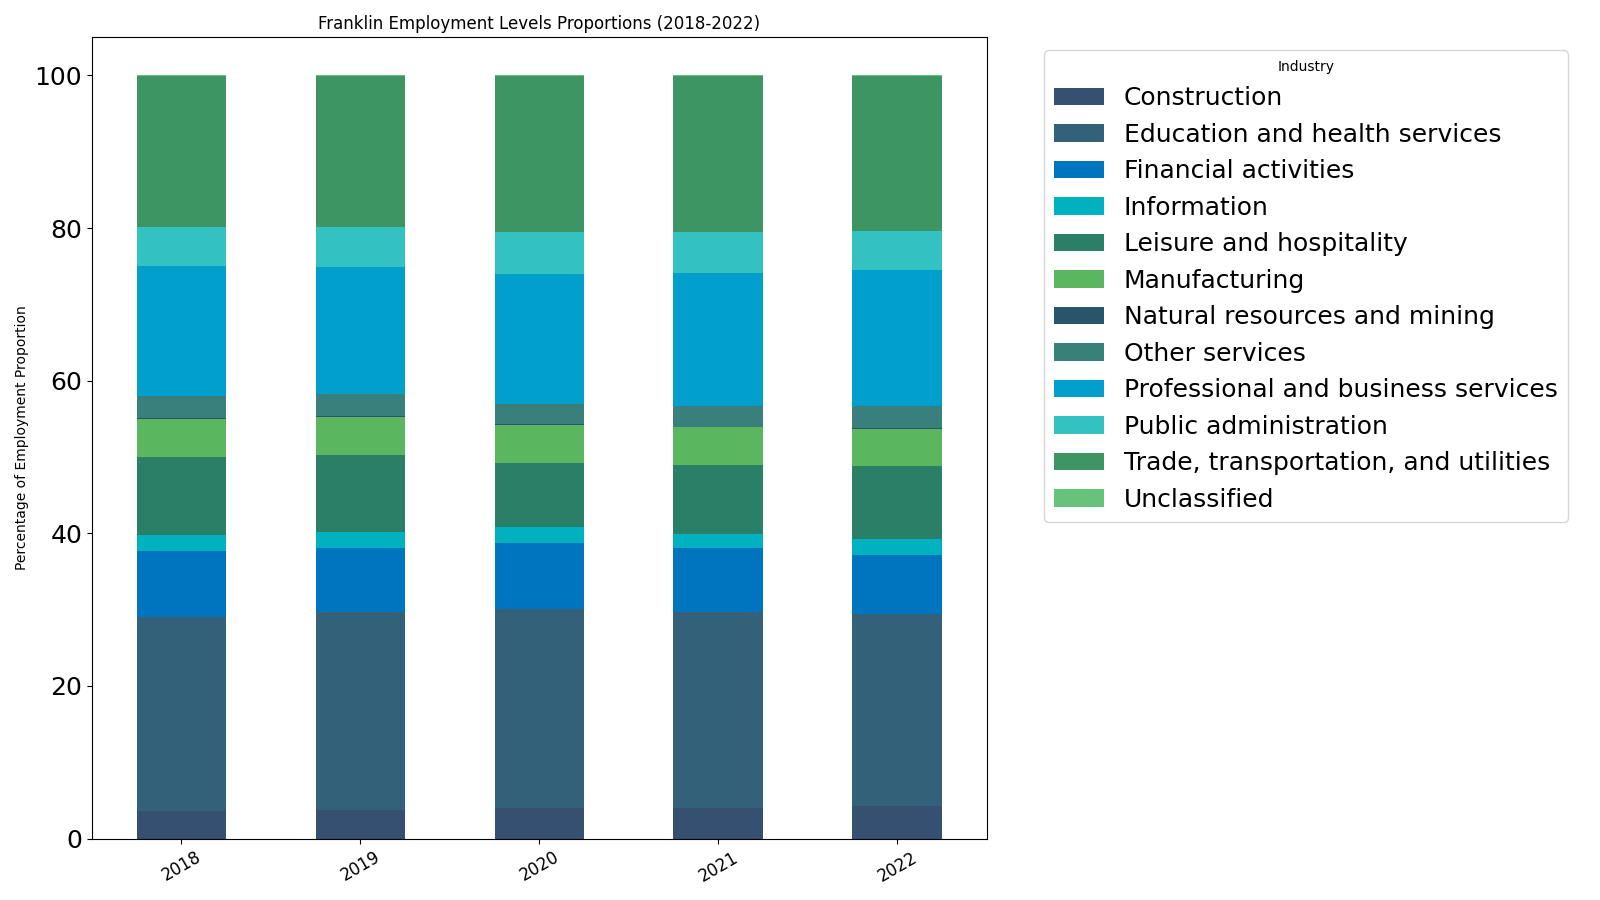 Franklin Employment Levels Proportions (2018-2022)
Percentage of Employment Proportion
100
80
60
40
20
0
2018
2019
2020
2021
2022
Industry
Construction
Education and health services
Financial activities
Information
Leisure and hospitality
Manufacturing
Natural resources and mining
Other services
Professional and business services
Public administration
Trade, transportation, and utilities
Unclassified